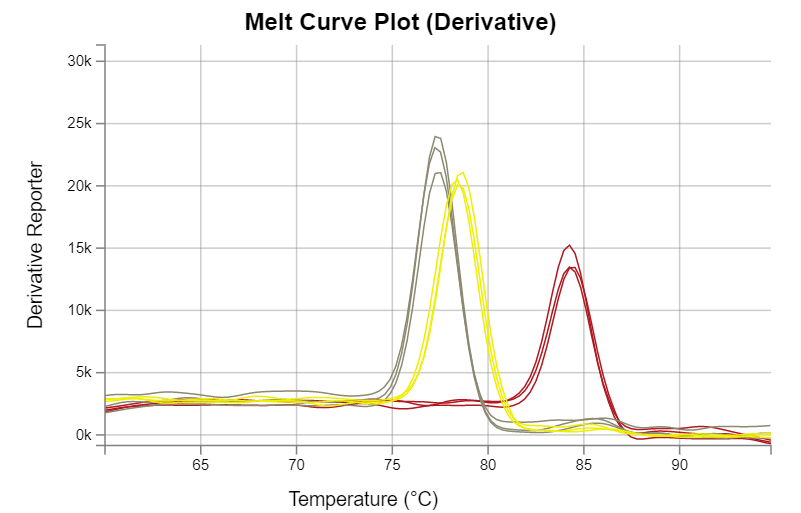 Melt Curve Plot (Derivative)
30k
25k
20k
15k
10k
5k
0k
Derivative Reporter
65 70 75 80 85 90
Temperature (°C)